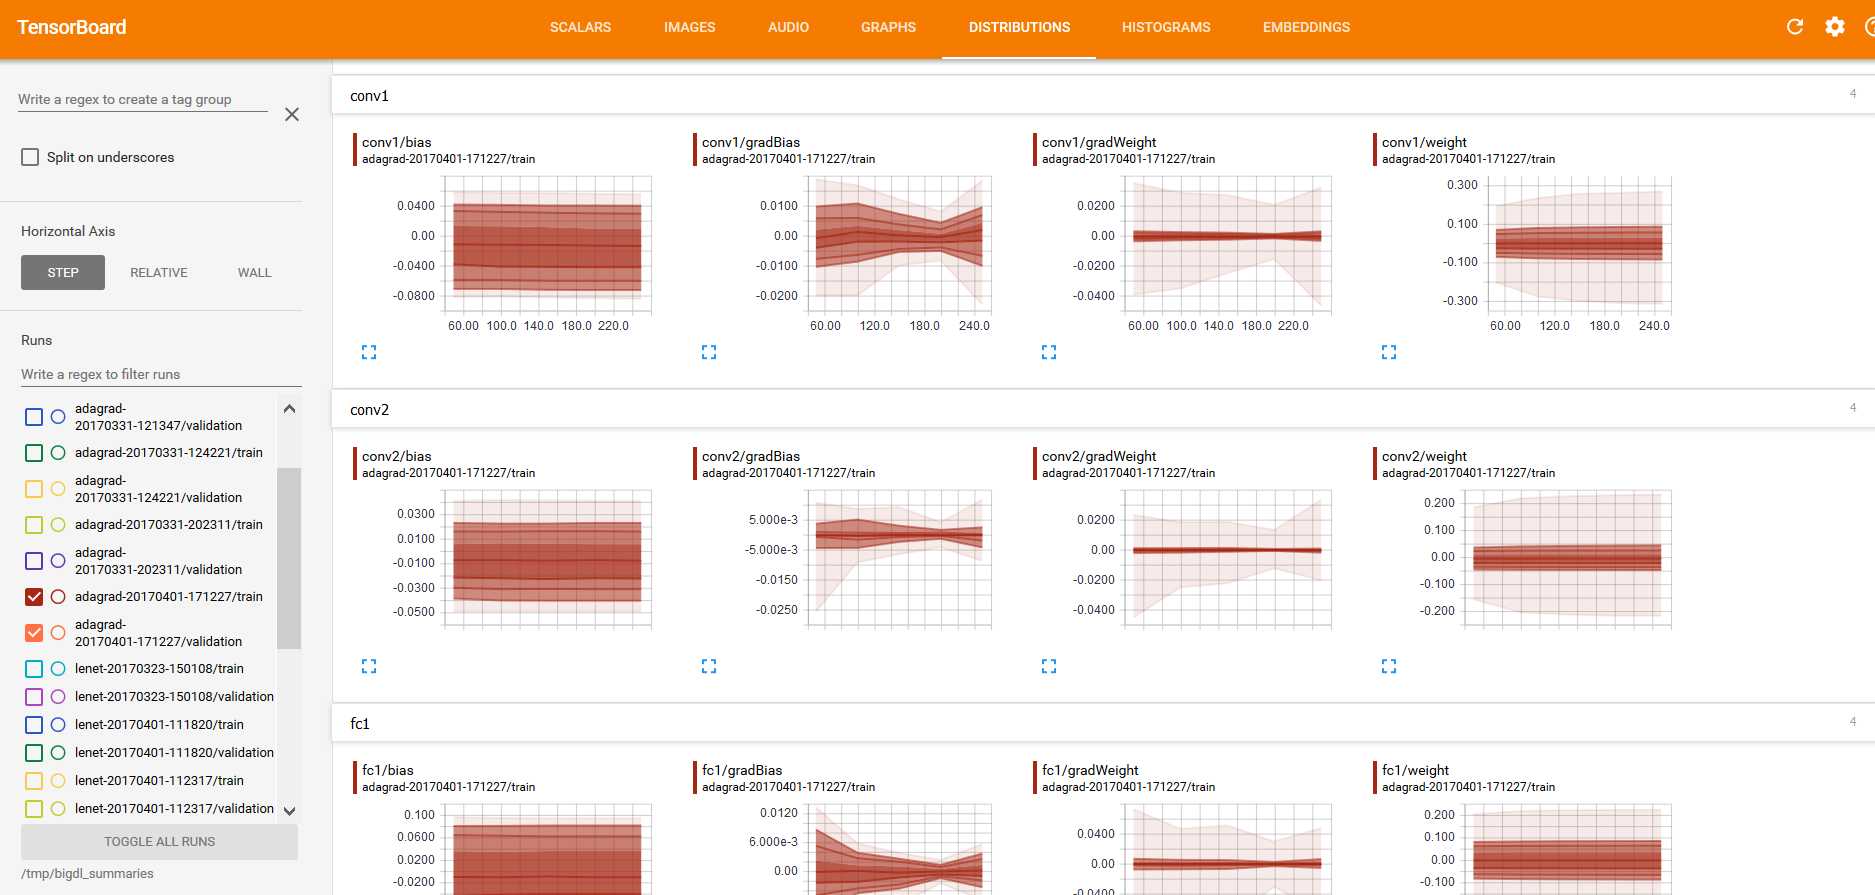 TensorBoard
SCALARS
IMAGES
AUDIO
GRAPHS
DISTRIBUTIONS
HISTOGRAMS
EMBEDDINGS
Write a regex to create a tag group
Split on underscores
Horizontal Axis
STEP
RELATIVE
WALL
Runs
Write a regex to filter runs
adagrad-
20170331-121347/validation
adagrad-20170331-124221/train
adagrad-
20170331-124221/validation
adagrad-20170331-202311/train
adagrad-
20170331-202311/validation
adagrad-20170401-171227/train
adagrad-
20170401-171227/validation
lenet-20170323-150108/train
lenet-20170323-150108/validation
lenet-20170401-111820/train
lenet-20170401-111820/validation
lenet-20170401-112317/train
lenet-20170401-112317/validation
TOGGLE ALL RUNS
/tmp/bigdl_summaries
conv1
4
conv1/bias
adagrad-20170401-171227/train
0.0400
0.00
-0.0400
-0.0800
60.00 100.0 140.0 180.0 220.0
conv1/gradBias
adagrad-20170401-171227/train
0.0100
0.00
-0.0100
-0.0200
60.00 120.0 180.0 240.0
conv1/gradWeight
adagrad-20170401-171227/train
0.0200
0.00
-0.0200
-0.0400
60.00 100.0 140.0 180.0 220.0
conv1/weight
adagrad-20170401-171227/train
0.300
0.100
-0.100
-0.300
60.00 120.0 180.0 240.0
conv2
4
conv2/bias
adagrad-20170401-171227/train
0.0300
0.0100
-0.0100
-0.0300
-0.0500
conv2/gradBias
adagrad-20170401-171227/train
5.000e-3
-5.000e-3
-0.0150
-0.0250
conv2/gradWeight
adagrad-20170401-171227/train
0.0200
0.00
-0.0200
-0.0400
conv2/weight
adagrad-20170401-171227/train
0.200
0.100
0.00
-0.100
-0.200
fc1
4
fc1/bias
adagrad-20170401-171227/train
0.100
0.0600
0.0200
-0.0200
fc1/gradBias
adagrad-20170401-171227/train
0.0120
6.000e-3
0.00
fc1/gradWeight
adagrad-20170401-171227/train
0.0400
0.00
-0.0400
fc1/weight
adagrad-20170401-171227/train
0.200
0.100
0.00
-0.100